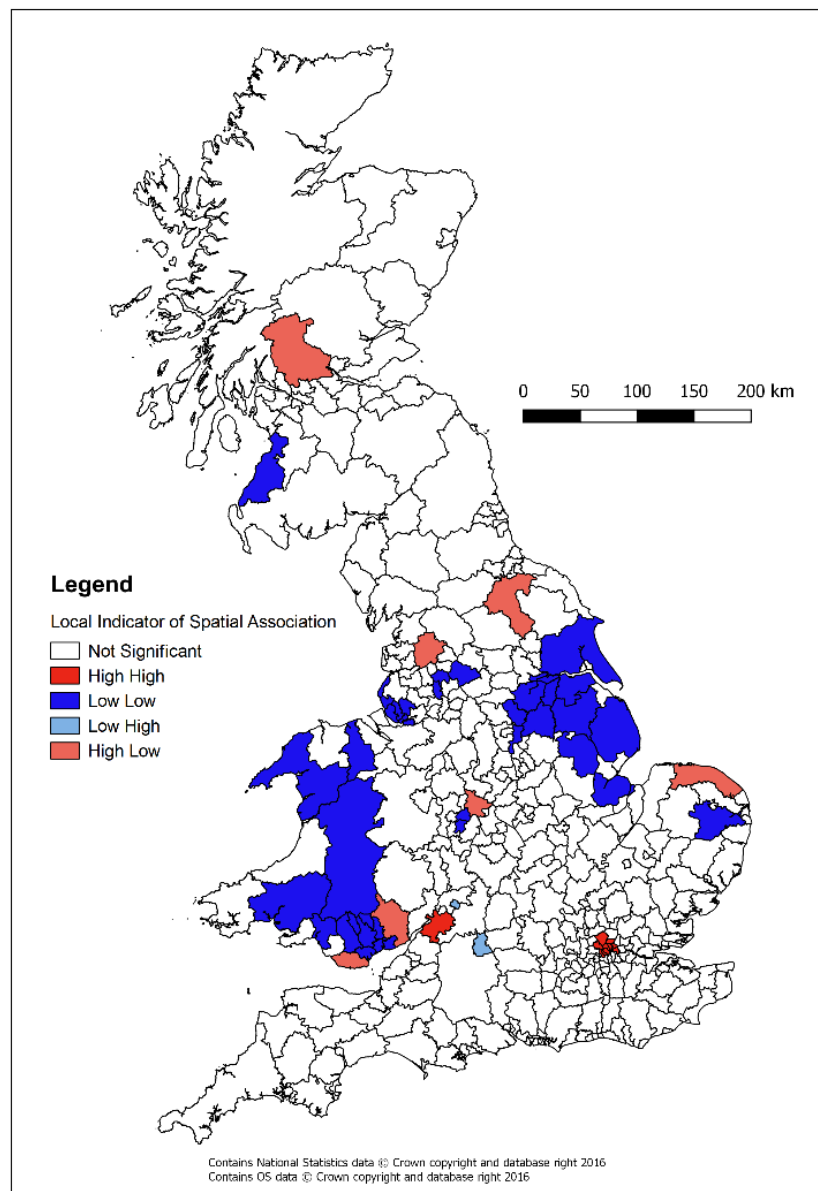 0 50 100 150 200 km
Legend
Local Indicator of Spatial Association
Not Significant
High High
Low Low
Low High
High Low
Contains National Statistics data © Crown copyright and database right 2016
Contains OS data © Crown copyright and database right 2016